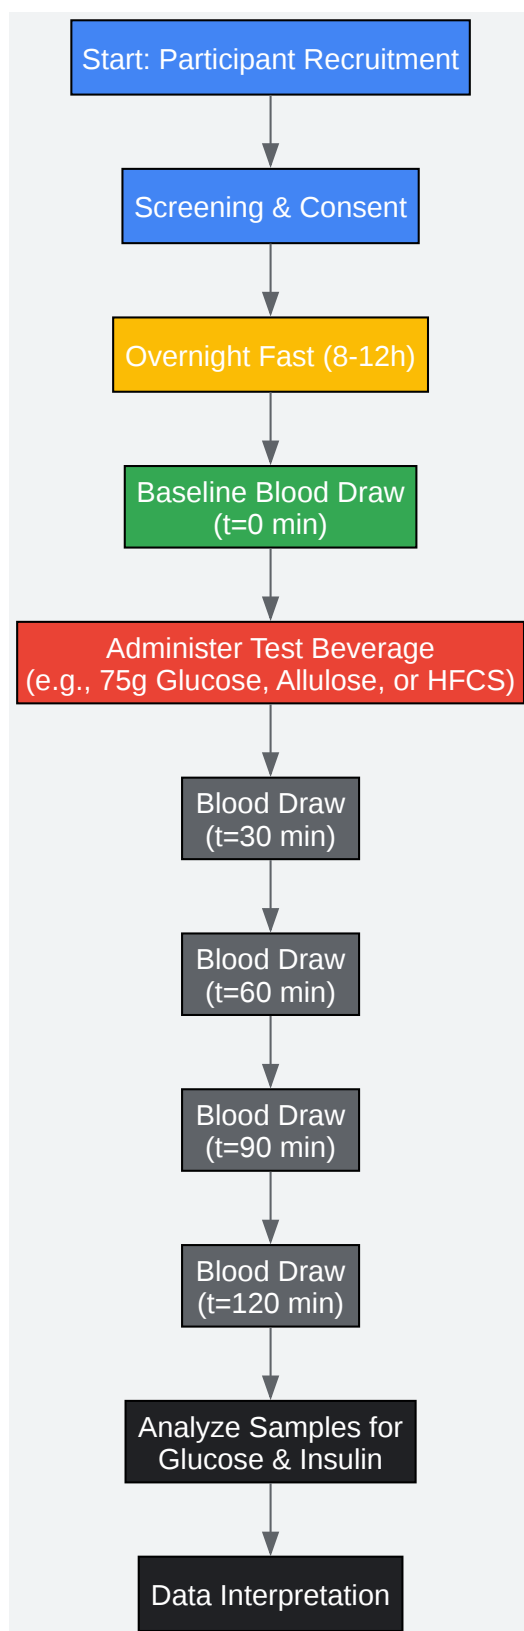 Start: Participant Recruitment
Screening & Consent
Overnight Fast (8-12h)
Baseline Blood Draw
(t=0 min)
Administer Test Beverage
(e.g., 75g Glucose, Allulose, or HFCS)
Blood Draw
(t=30 min)
Blood Draw
(t=60 min)
Blood Draw
(t=90 min)
Blood Draw
(t=120 min)
Analyze Samples for
Glucose & Insulin
Data Interpretation